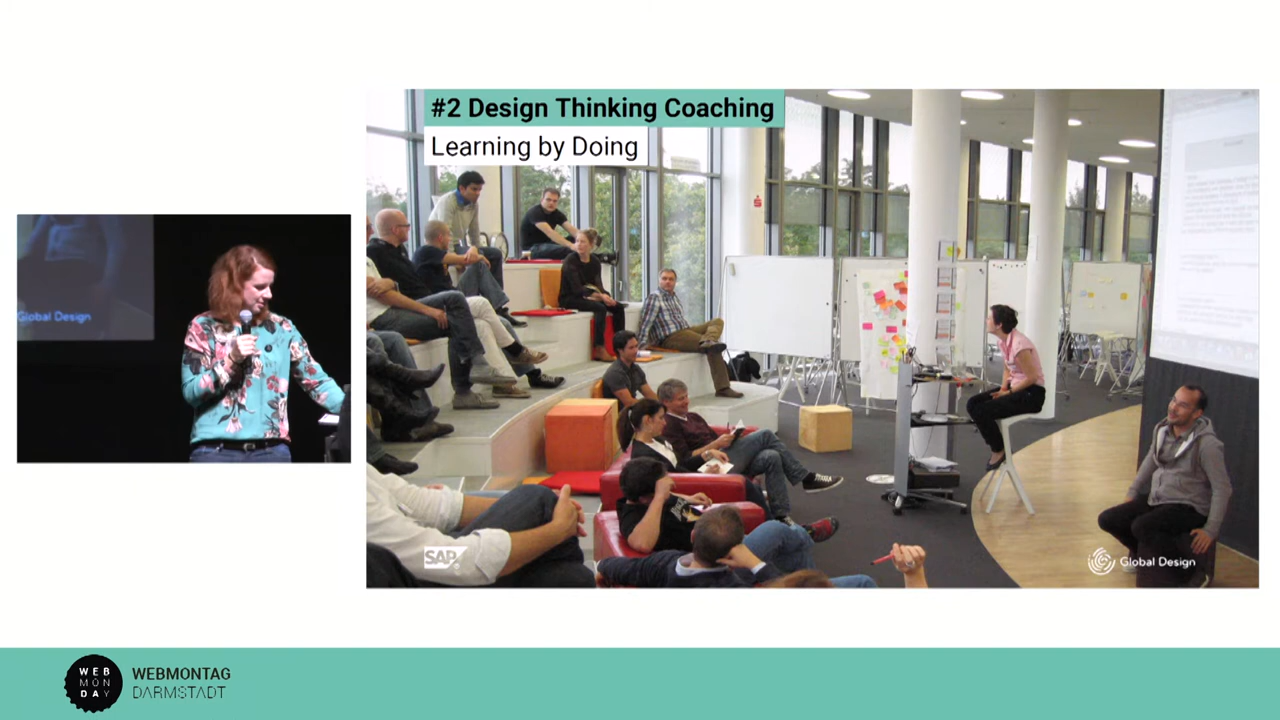 #2 Design Thinking Coaching
Learning by Doing
Global Design
SAP
Global Design
WEB
MON
DAY
WEBMONTAG
DARMSTADT